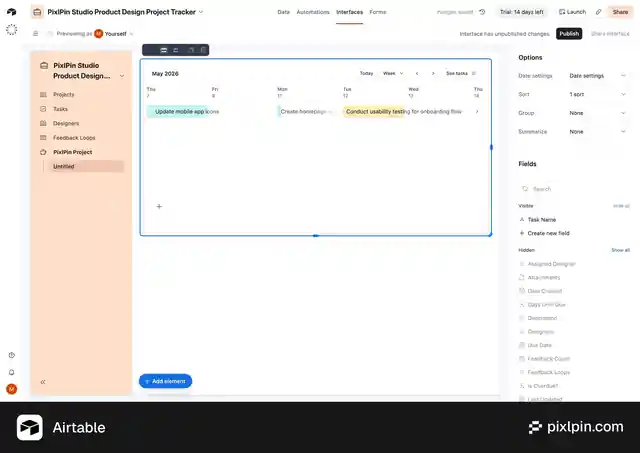 PixlPin Studio Product Design Project Tracker
Data
Automations
Interfaces
Forms
Trial: 14 days left
Launch
Share
Previewing as
M
Yourself
Interface has unpublished changes.
Publish
Share interface
PixlPin Studio
Product Design...
Projects
Tasks
Designers
Feedback Loops
PixlPin Project
Untitled
May 2026
Today
Week
See tasks
Thu
7
Fri
8
Mon
11
Tue
12
Wed
13
Thu
14
Update mobile app icons
Create homepage
Conduct usability testing for onboarding flow
+
+ Add element
Options
Date settings
Date settings
Sort
1 sort
Group
None
Summarize
None
Fields
Search
Visible
Hide all
A Task Name
+ Create new field
Hidden
Show all
Assigned Designer
Attachments
Date Created
Days Overdue
Designers
Due Date
Feedback Count
Feedback Loops
Is Overdue?
Last Updated
M
Airtable
pixlpin.com